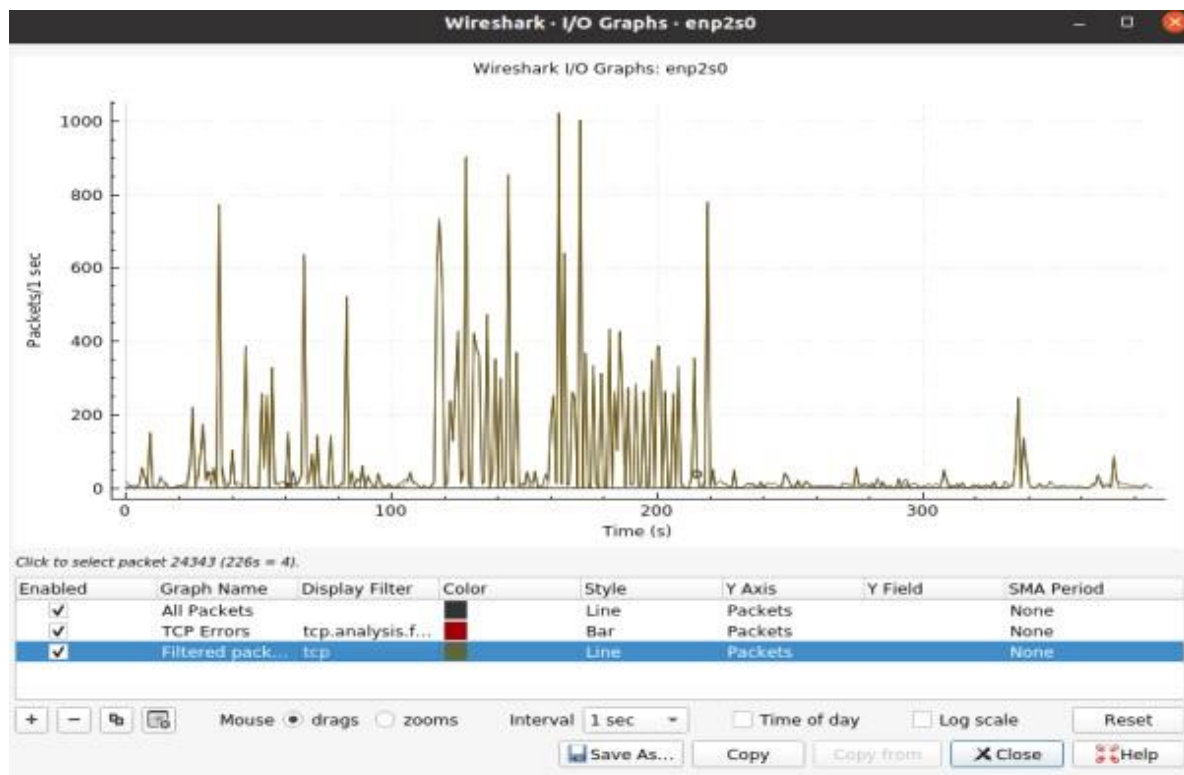 Wireshark · I/O Graphs · enp2s0
Wireshark I/O Graphs: enp2s0
1000
800
600
400
200
0
Packets/1 sec
0 100 200 300
Time (s)
Click to select packet 24343 (226s = 4).
Enabled Graph Name Display Filter Color Style Y Axis Y Field SMA Period
All Packets Line Packets None
TCP Errors tcp.analysis.f... Bar Packets None
Filtered pack... tcp Line Packets None
+ − Mouse drags zooms Interval 1 sec Time of day Log scale Reset
Save As... Copy Copy from Close Help